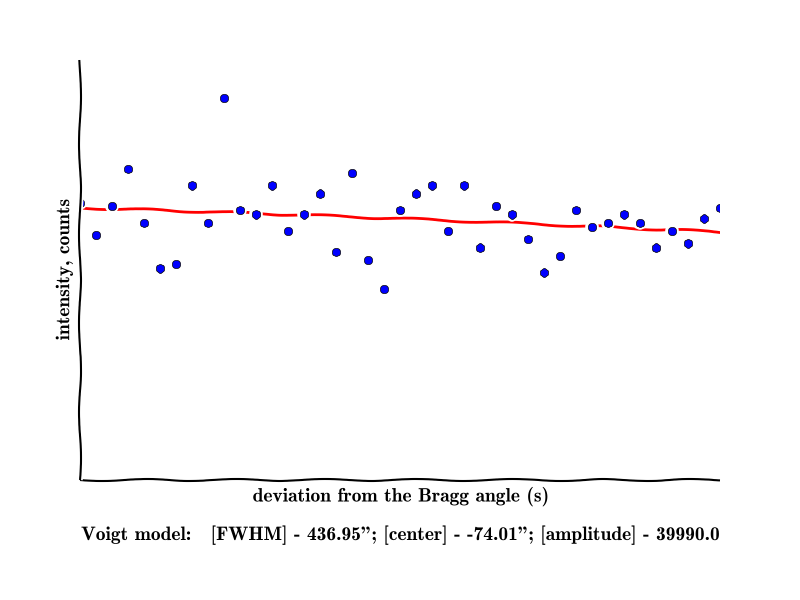 intensity, counts
deviation from the Bragg angle (s)
Voigt model: [FWHM] - 436.95”; [center] - -74.01”; [amplitude] - 39990.0